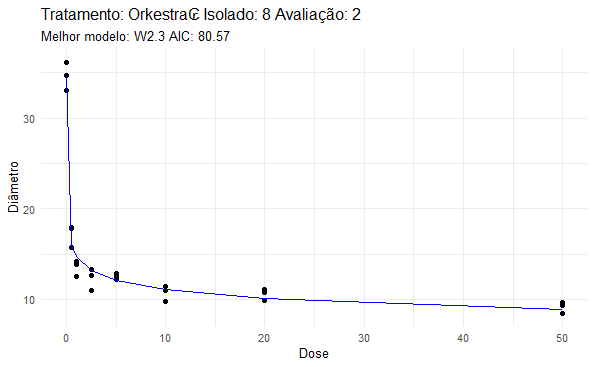 Tratamento: Orkestra₢ Isolado: 8 Avaliação: 2
Melhor modelo: W2.3 AIC: 80.57
Diâmetro
30
20
10
0 10 20 30 40 50
Dose